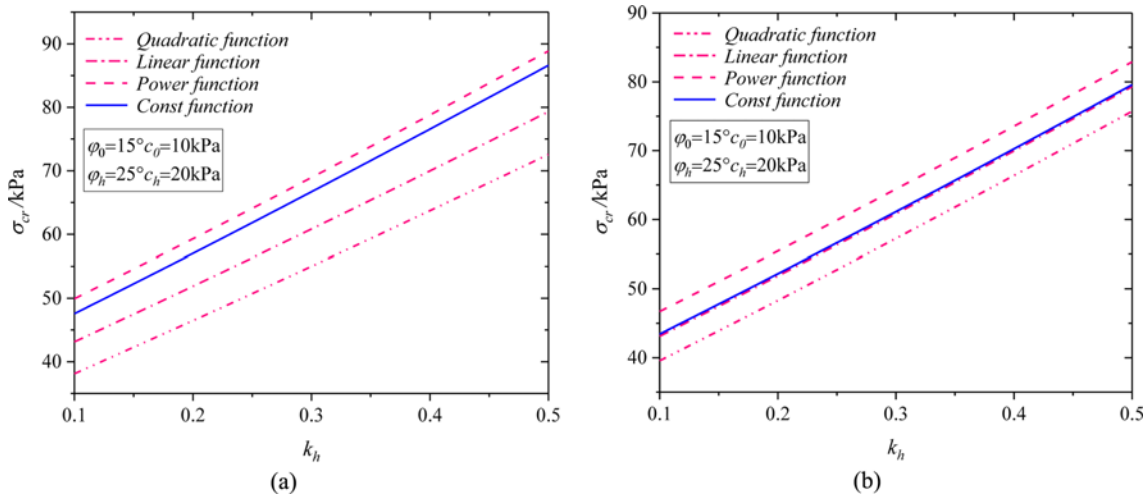 Quadratic function
Linear function
Power function
Const function
φ₀=15°c₀=10kPa
φₕ=25°cₕ=20kPa
90
80
70
60
50
40
σcr/kPa
0.1 0.2 0.3 0.4 0.5
kₕ
(a)
Quadratic function
Linear function
Power function
Const function
φ₀=15°c₀=10kPa
φₕ=25°cₕ=20kPa
90
80
70
60
50
40
σcr/kPa
0.1 0.2 0.3 0.4 0.5
kₕ
(b)